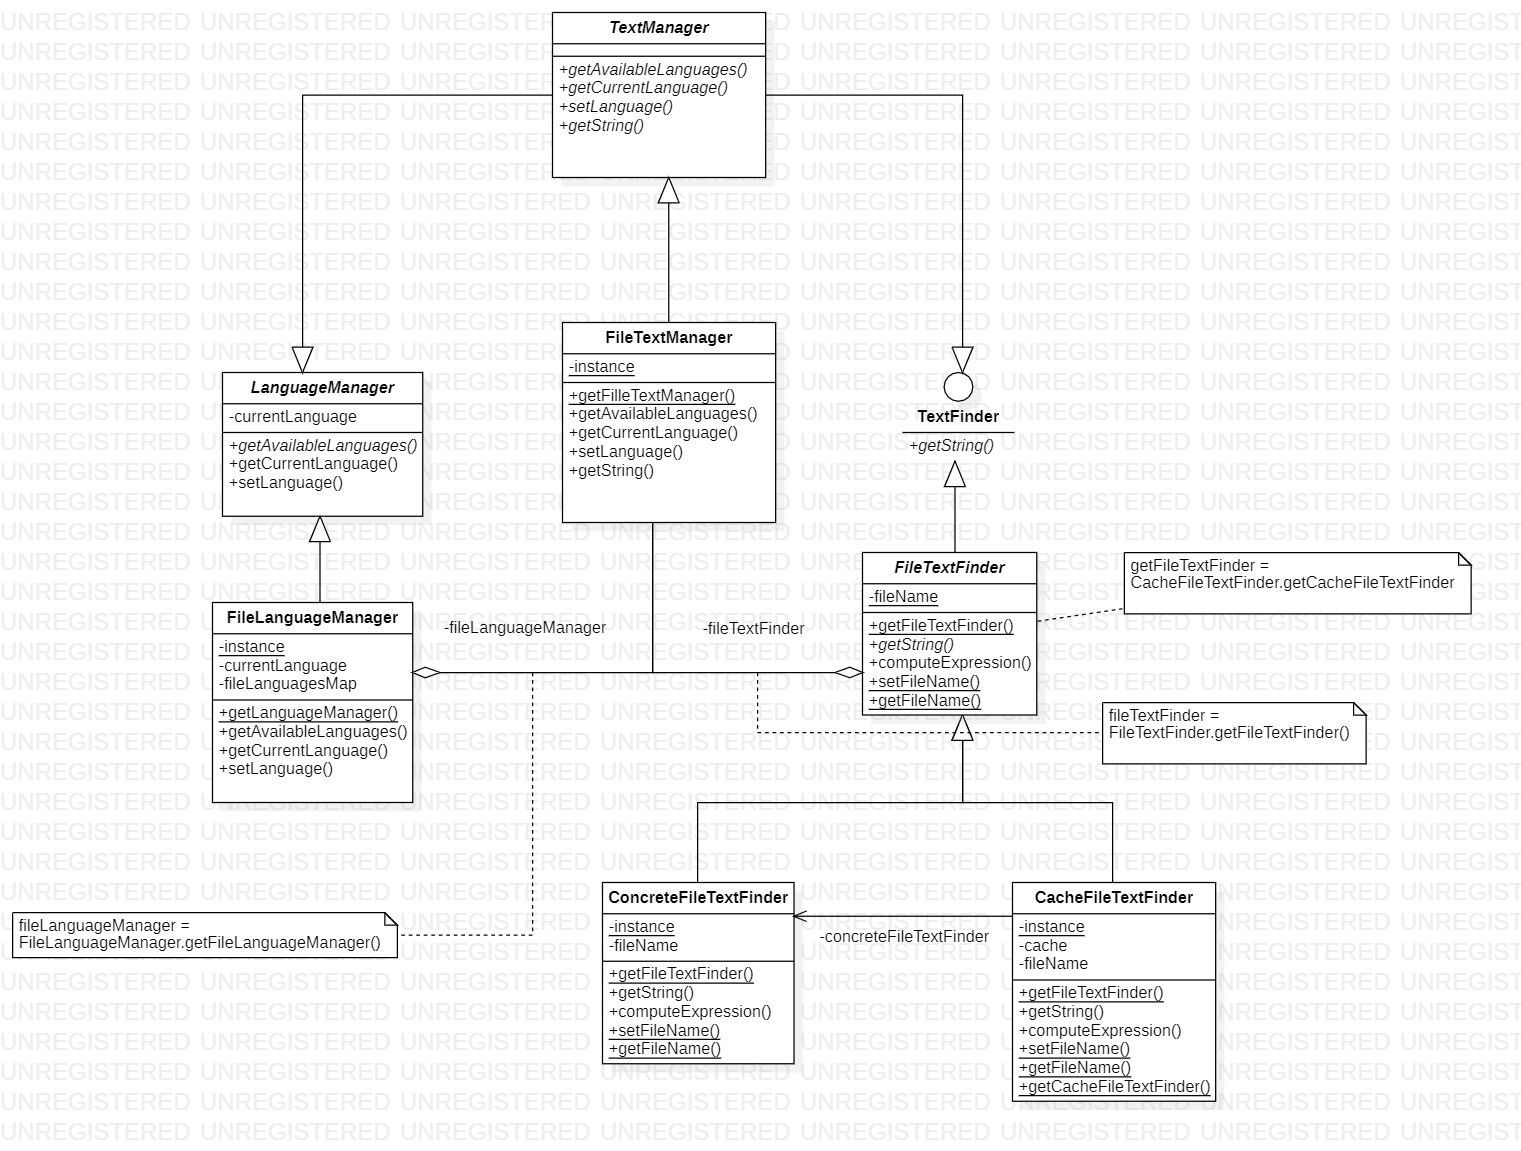 TextManager
+getAvailableLanguages()
+getCurrentLanguage()
+setLanguage()
+getString()
FileTextManager
-instance
+getFilleTextManager()
+getAvailableLanguages()
+getCurrentLanguage()
+setLanguage()
+getString()
LanguageManager
-currentLanguage
+getAvailableLanguages()
+getCurrentLanguage()
+setLanguage()
TextFinder
+getString()
FileTextFinder
-fileName
+getFileTextFinder()
+getString()
+computeExpression()
+setFileName()
+getFileName()
getFileTextFinder =
CacheFileTextFinder.getCacheFileTextFinder
FileLanguageManager
-instance
-currentLanguage
-fileLanguagesMap
+getLanguageManager()
+getAvailableLanguages()
+getCurrentLanguage()
+setLanguage()
-fileLanguageManager
-fileTextFinder
fileTextFinder =
FileTextFinder.getFileTextFinder()
fileLanguageManager =
FileLanguageManager.getFileLanguageManager()
ConcreteFileTextFinder
-instance
-fileName
+getFileTextFinder()
+getString()
+computeExpression()
+setFileName()
+getFileName()
-concreteFileTextFinder
CacheFileTextFinder
-instance
-cache
-fileName
+getFileTextFinder()
+getString()
+computeExpression()
+setFileName()
+getFileName()
+getCacheFileTextFinder()
UNREGISTERED